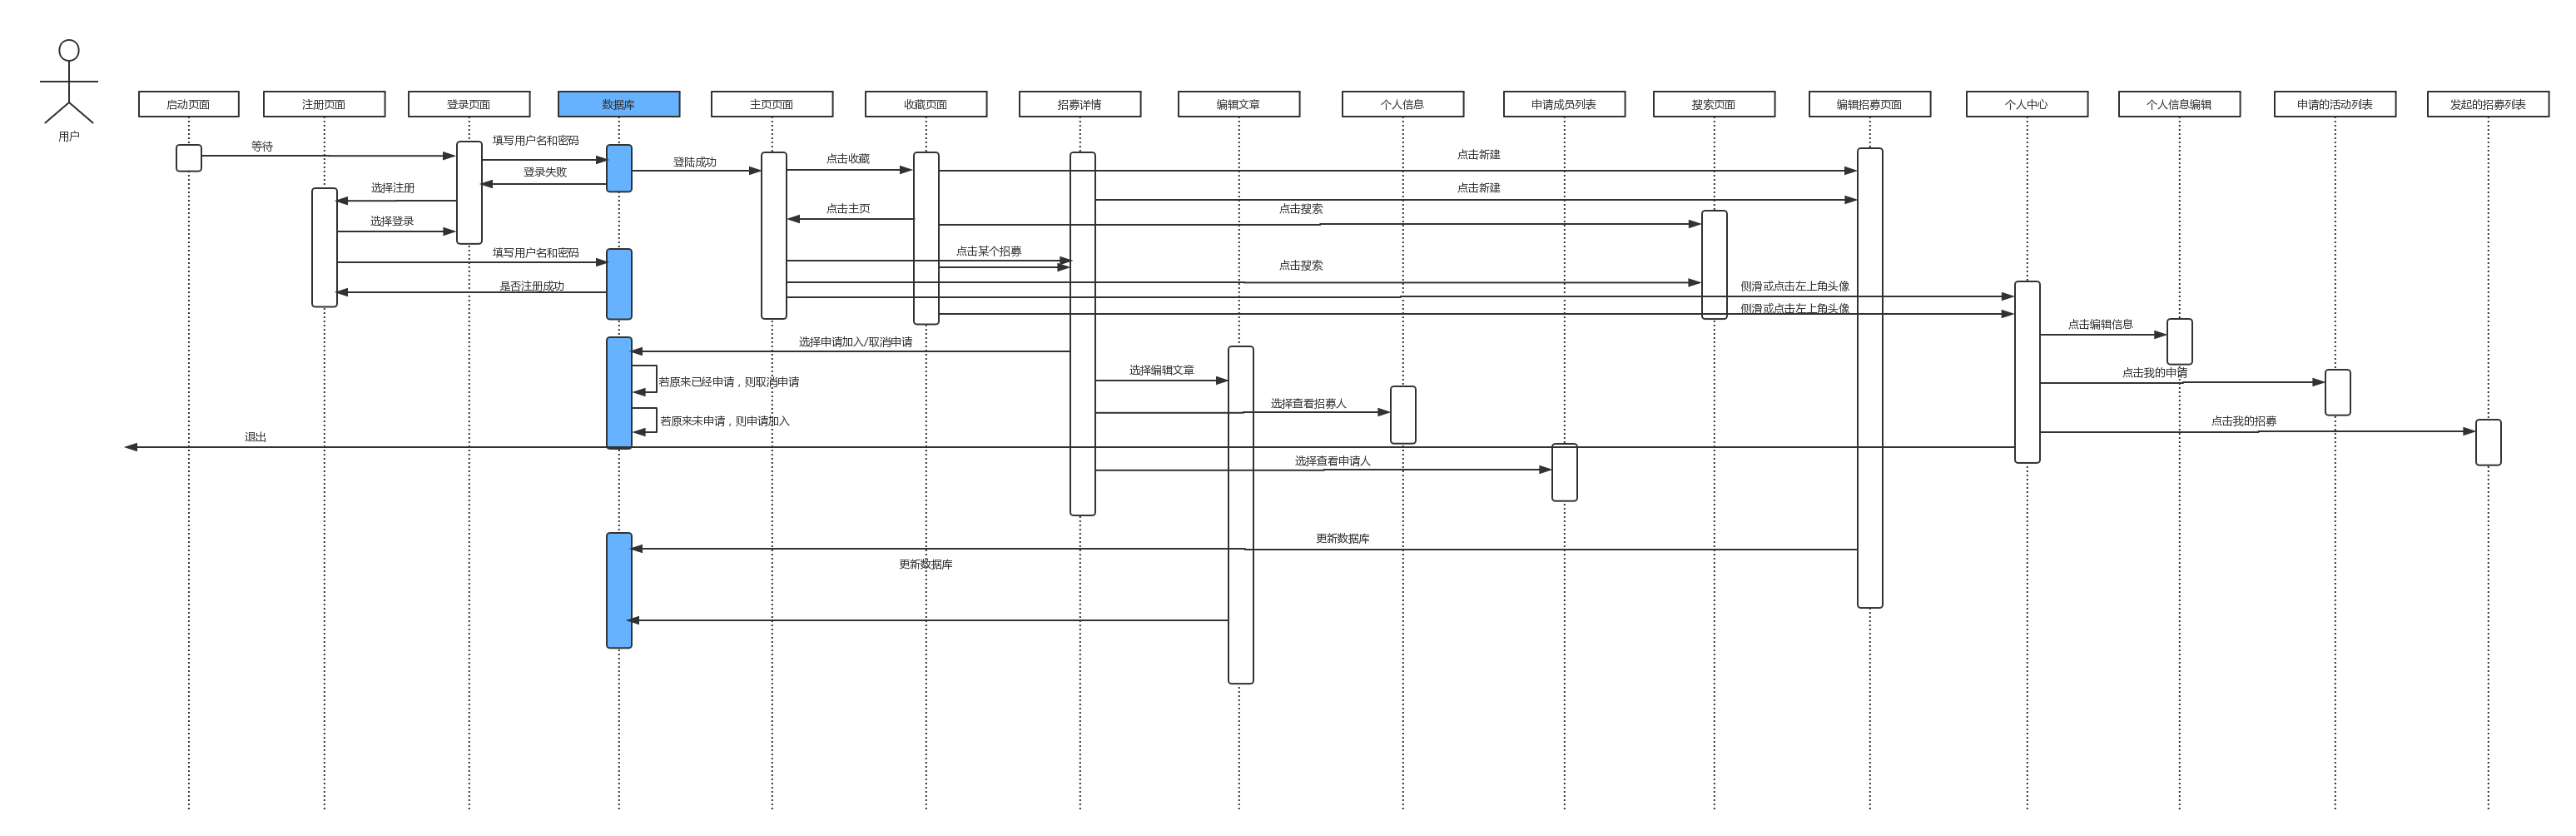 启动页面
注册页面
登录页面
数据库
主页页面
收藏页面
招募详情
编辑文章
个人信息
申请成员列表
搜索页面
编辑招募页面
个人中心
个人信息编辑
申请的活动列表
发起的招募列表
用户
等待
填写用户名和密码
登陆成功
点击收藏
点击新建
登录失败
选择注册
点击新建
点击主页
点击搜索
选择登录
填写用户名和密码
点击某个招募
点击搜索
是否注册成功
侧滑或点击左上角头像
侧滑或点击左上角头像
点击编辑信息
选择申请加入/取消申请
选择编辑文章
点击我的申请
若原来已经申请，则取消申请
选择查看招募人
若原来未申请，则申请加入
点击我的招募
退出
选择查看申请人
更新数据库
更新数据库